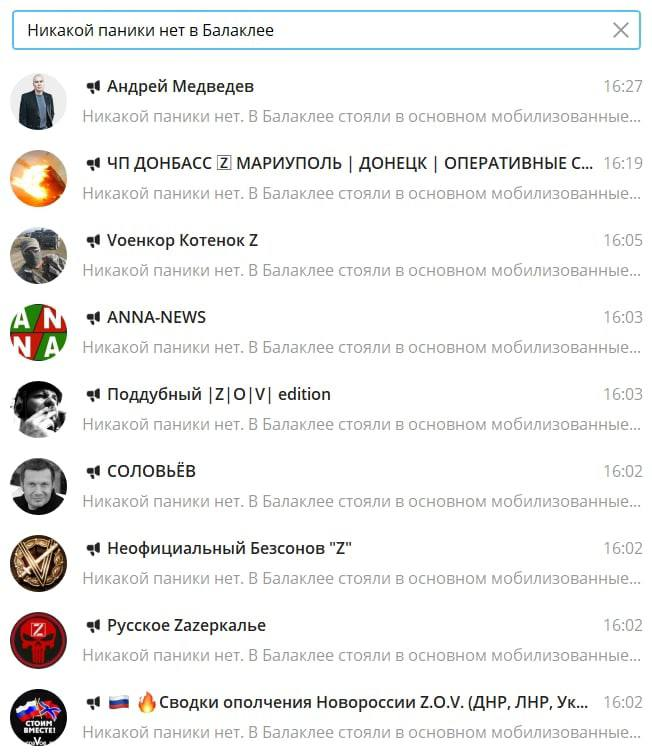 Никакой паники нет в Балаклее
Андрей Медведев 16:27
Никакой паники нет. В Балаклее стояли в основном мобилизованные...
ЧП ДОНБАСС 🅉 МАРИУПОЛЬ | ДОНЕЦК | ОПЕРАТИВНЫЕ С... 16:19
Никакой паники нет. В Балаклее стояли в основном мобилизованные...
Vоенкор Котенок Z 16:05
Никакой паники нет. В Балаклее стояли в основном мобилизованные...
ANNA-NEWS 16:03
Никакой паники нет. В Балаклее стояли в основном мобилизованные...
Поддубный |Z|O|V| edition 16:03
Никакой паники нет. В Балаклее стояли в основном мобилизованные...
СОЛОВЬЁВ 16:02
Никакой паники нет. В Балаклее стояли в основном мобилизованные...
Неофициальный Безсонов "Z" 16:02
Никакой паники нет. В Балаклее стояли в основном мобилизованные...
Русское Zазеркалье 16:02
Никакой паники нет. В Балаклее стояли в основном мобилизованные...
🇷🇺 🔥Сводки ополчения Новороссии Z.O.V. (ДНР, ЛНР, Ук... 16:02
Никакой паники нет. В Балаклее стояли в основном мобилизованные...
AN
NA
Z
СТОИМ
ВМЕСТЕ!